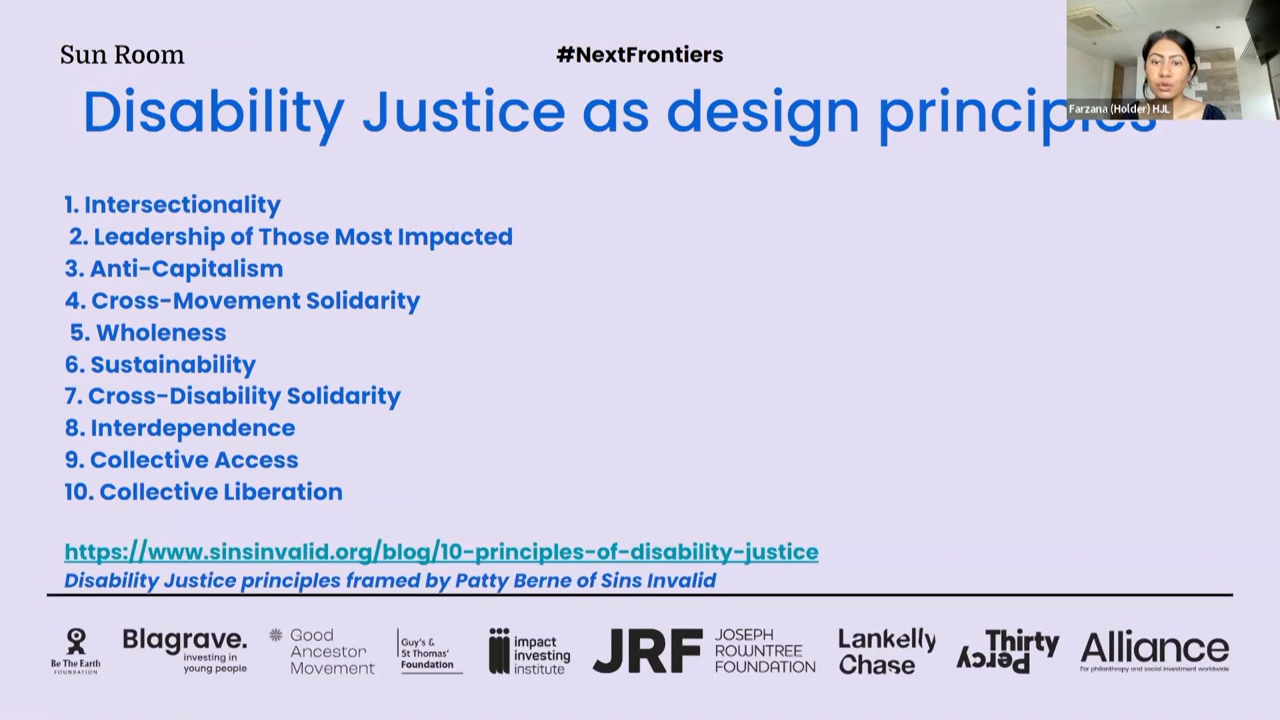 Sun Room
#NextFrontiers
Disability Justice as design principles
Farzana (Holder) HJL
1. Intersectionality
2. Leadership of Those Most Impacted
3. Anti-Capitalism
4. Cross-Movement Solidarity
5. Wholeness
6. Sustainability
7. Cross-Disability Solidarity
8. Interdependence
9. Collective Access
10. Collective Liberation
https://www.sinsinvalid.org/blog/10-principles-of-disability-justice
Disability Justice principles framed by Patty Berne of Sins Invalid
Be The Earth
FOUNDATION
Blagrave.
investing in
young people
Good
Ancestor
Movement
Guy's &
St Thomas'
Foundation
impact
investing
institute
JRF
JOSEPH
ROWNTREE
FOUNDATION
Lankelly
Chase
Thirty
Percy
Alliance
For philanthropy and social investment worldwide